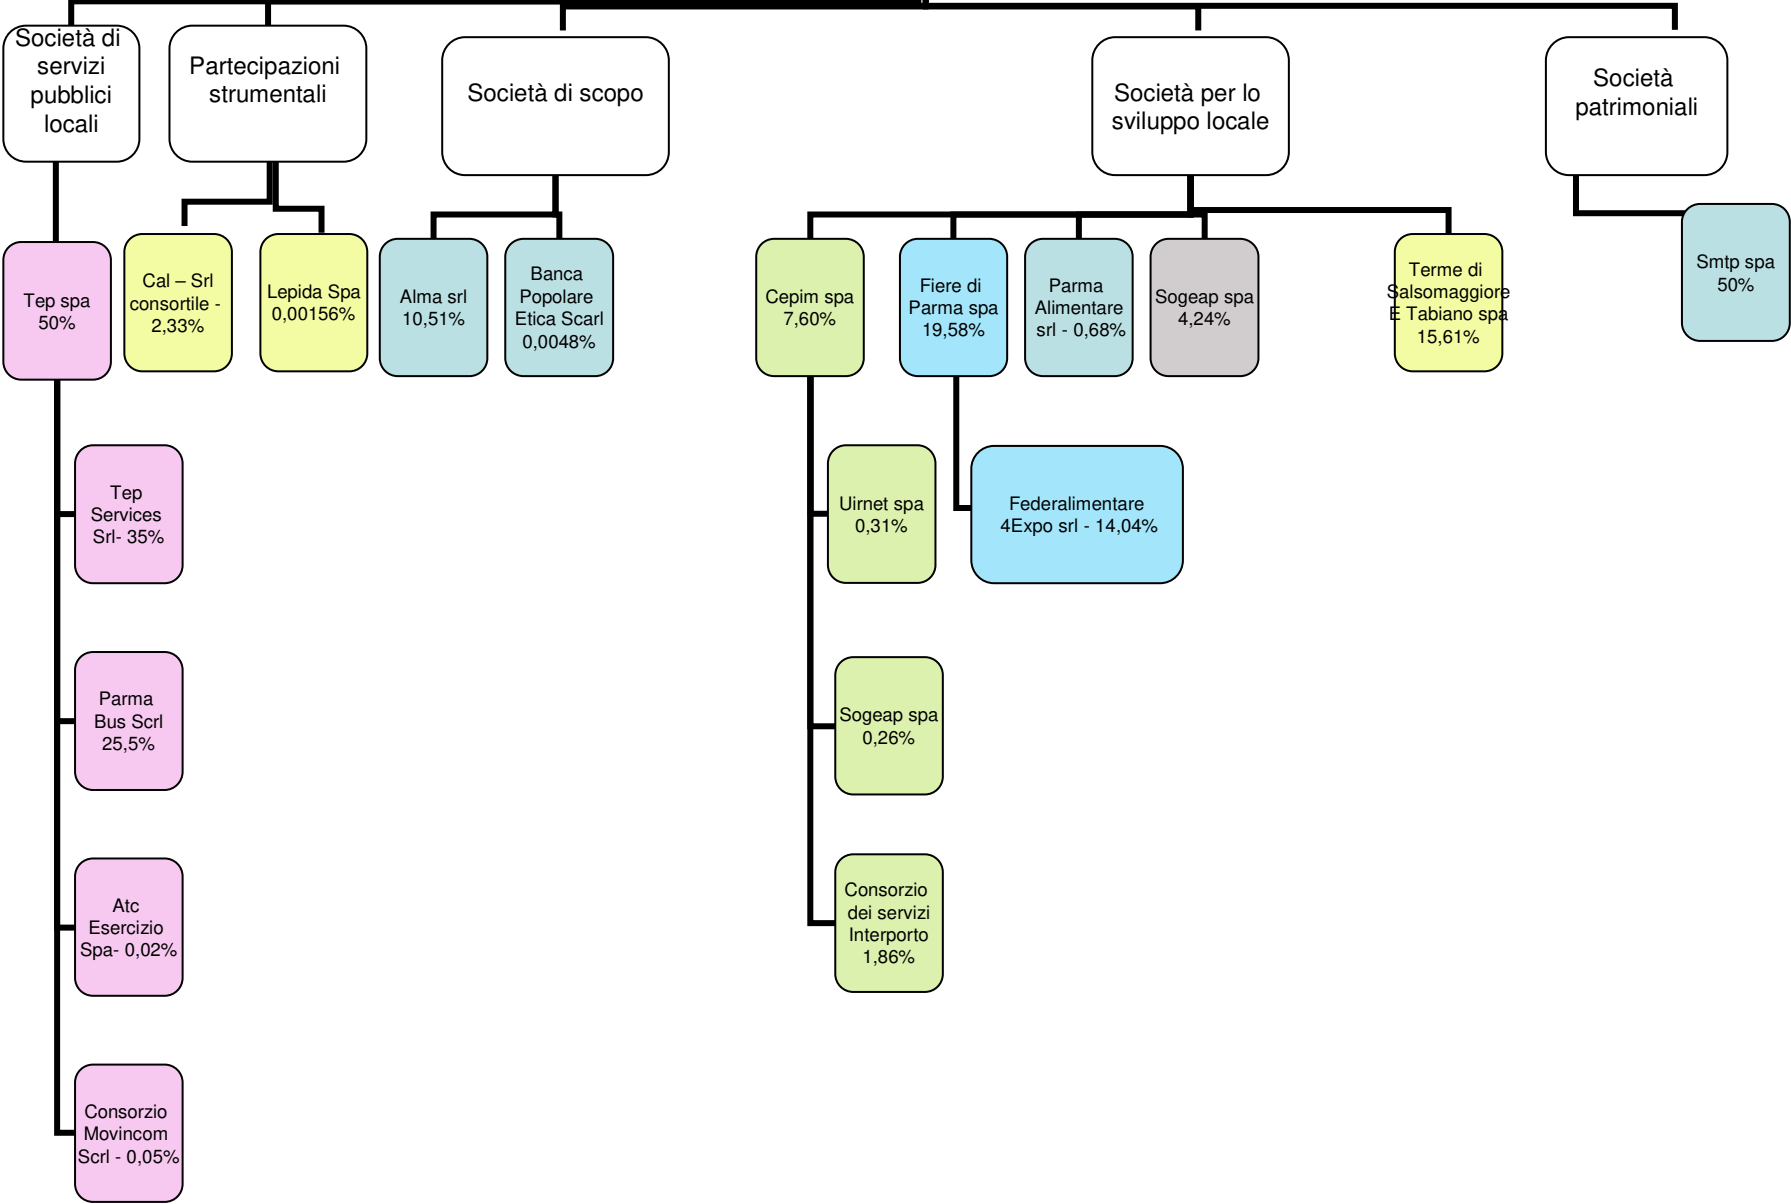 Società di
servizi
pubblici
locali
Partecipazioni
strumentali
Società di scopo
Società per lo
sviluppo locale
Società
patrimoniali
Tep spa
50%
Cal – Srl
consortile -
2,33%
Lepida Spa
0,00156%
Alma srl
10,51%
Banca
Popolare
Etica Scarl
0,0048%
Cepim spa
7,60%
Fiere di
Parma spa
19,58%
Parma
Alimentare
srl - 0,68%
Sogeap spa
4,24%
Terme di
Salsomaggiore
E Tabiano spa
15,61%
Smtp spa
50%
Tep
Services
Srl- 35%
Uirnet spa
0,31%
Federalimentare
4Expo srl - 14,04%
Parma
Bus Scrl
25,5%
Sogeap spa
0,26%
Atc
Esercizio
Spa- 0,02%
Consorzio
dei servizi
Interporto
1,86%
Consorzio
Movincom
Scrl - 0,05%